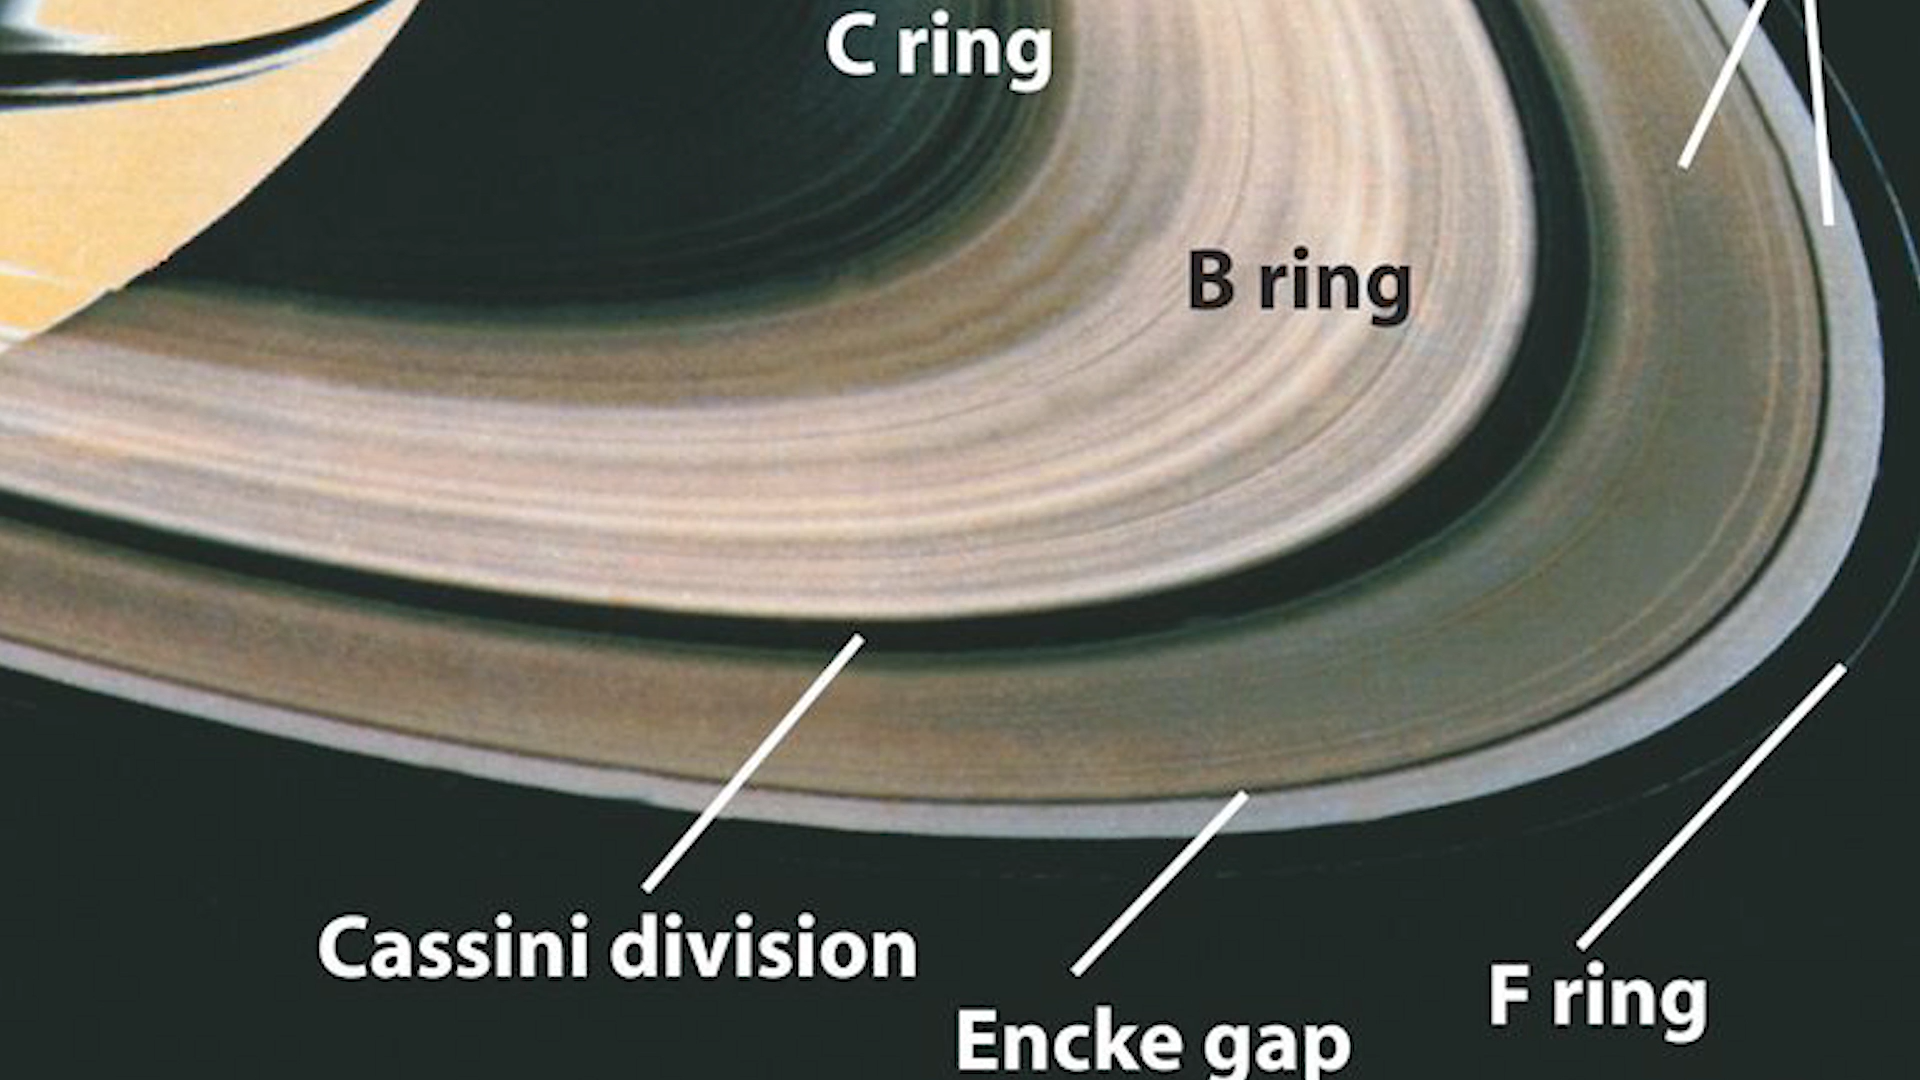 C ring
B ring
Cassini division
Encke gap
F ring